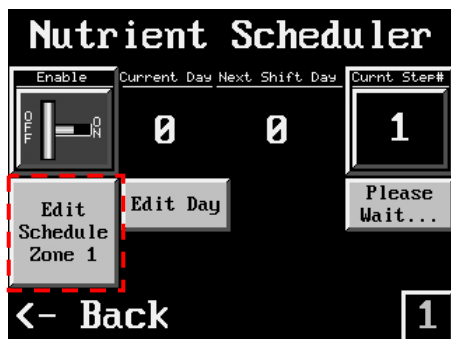 Nutrient Scheduler
Enable Current Day Next Shift Day Curnt Step#
OFF ON 0 0 1
Edit Schedule Zone 1
Edit Day
Please Wait...
<- Back 1